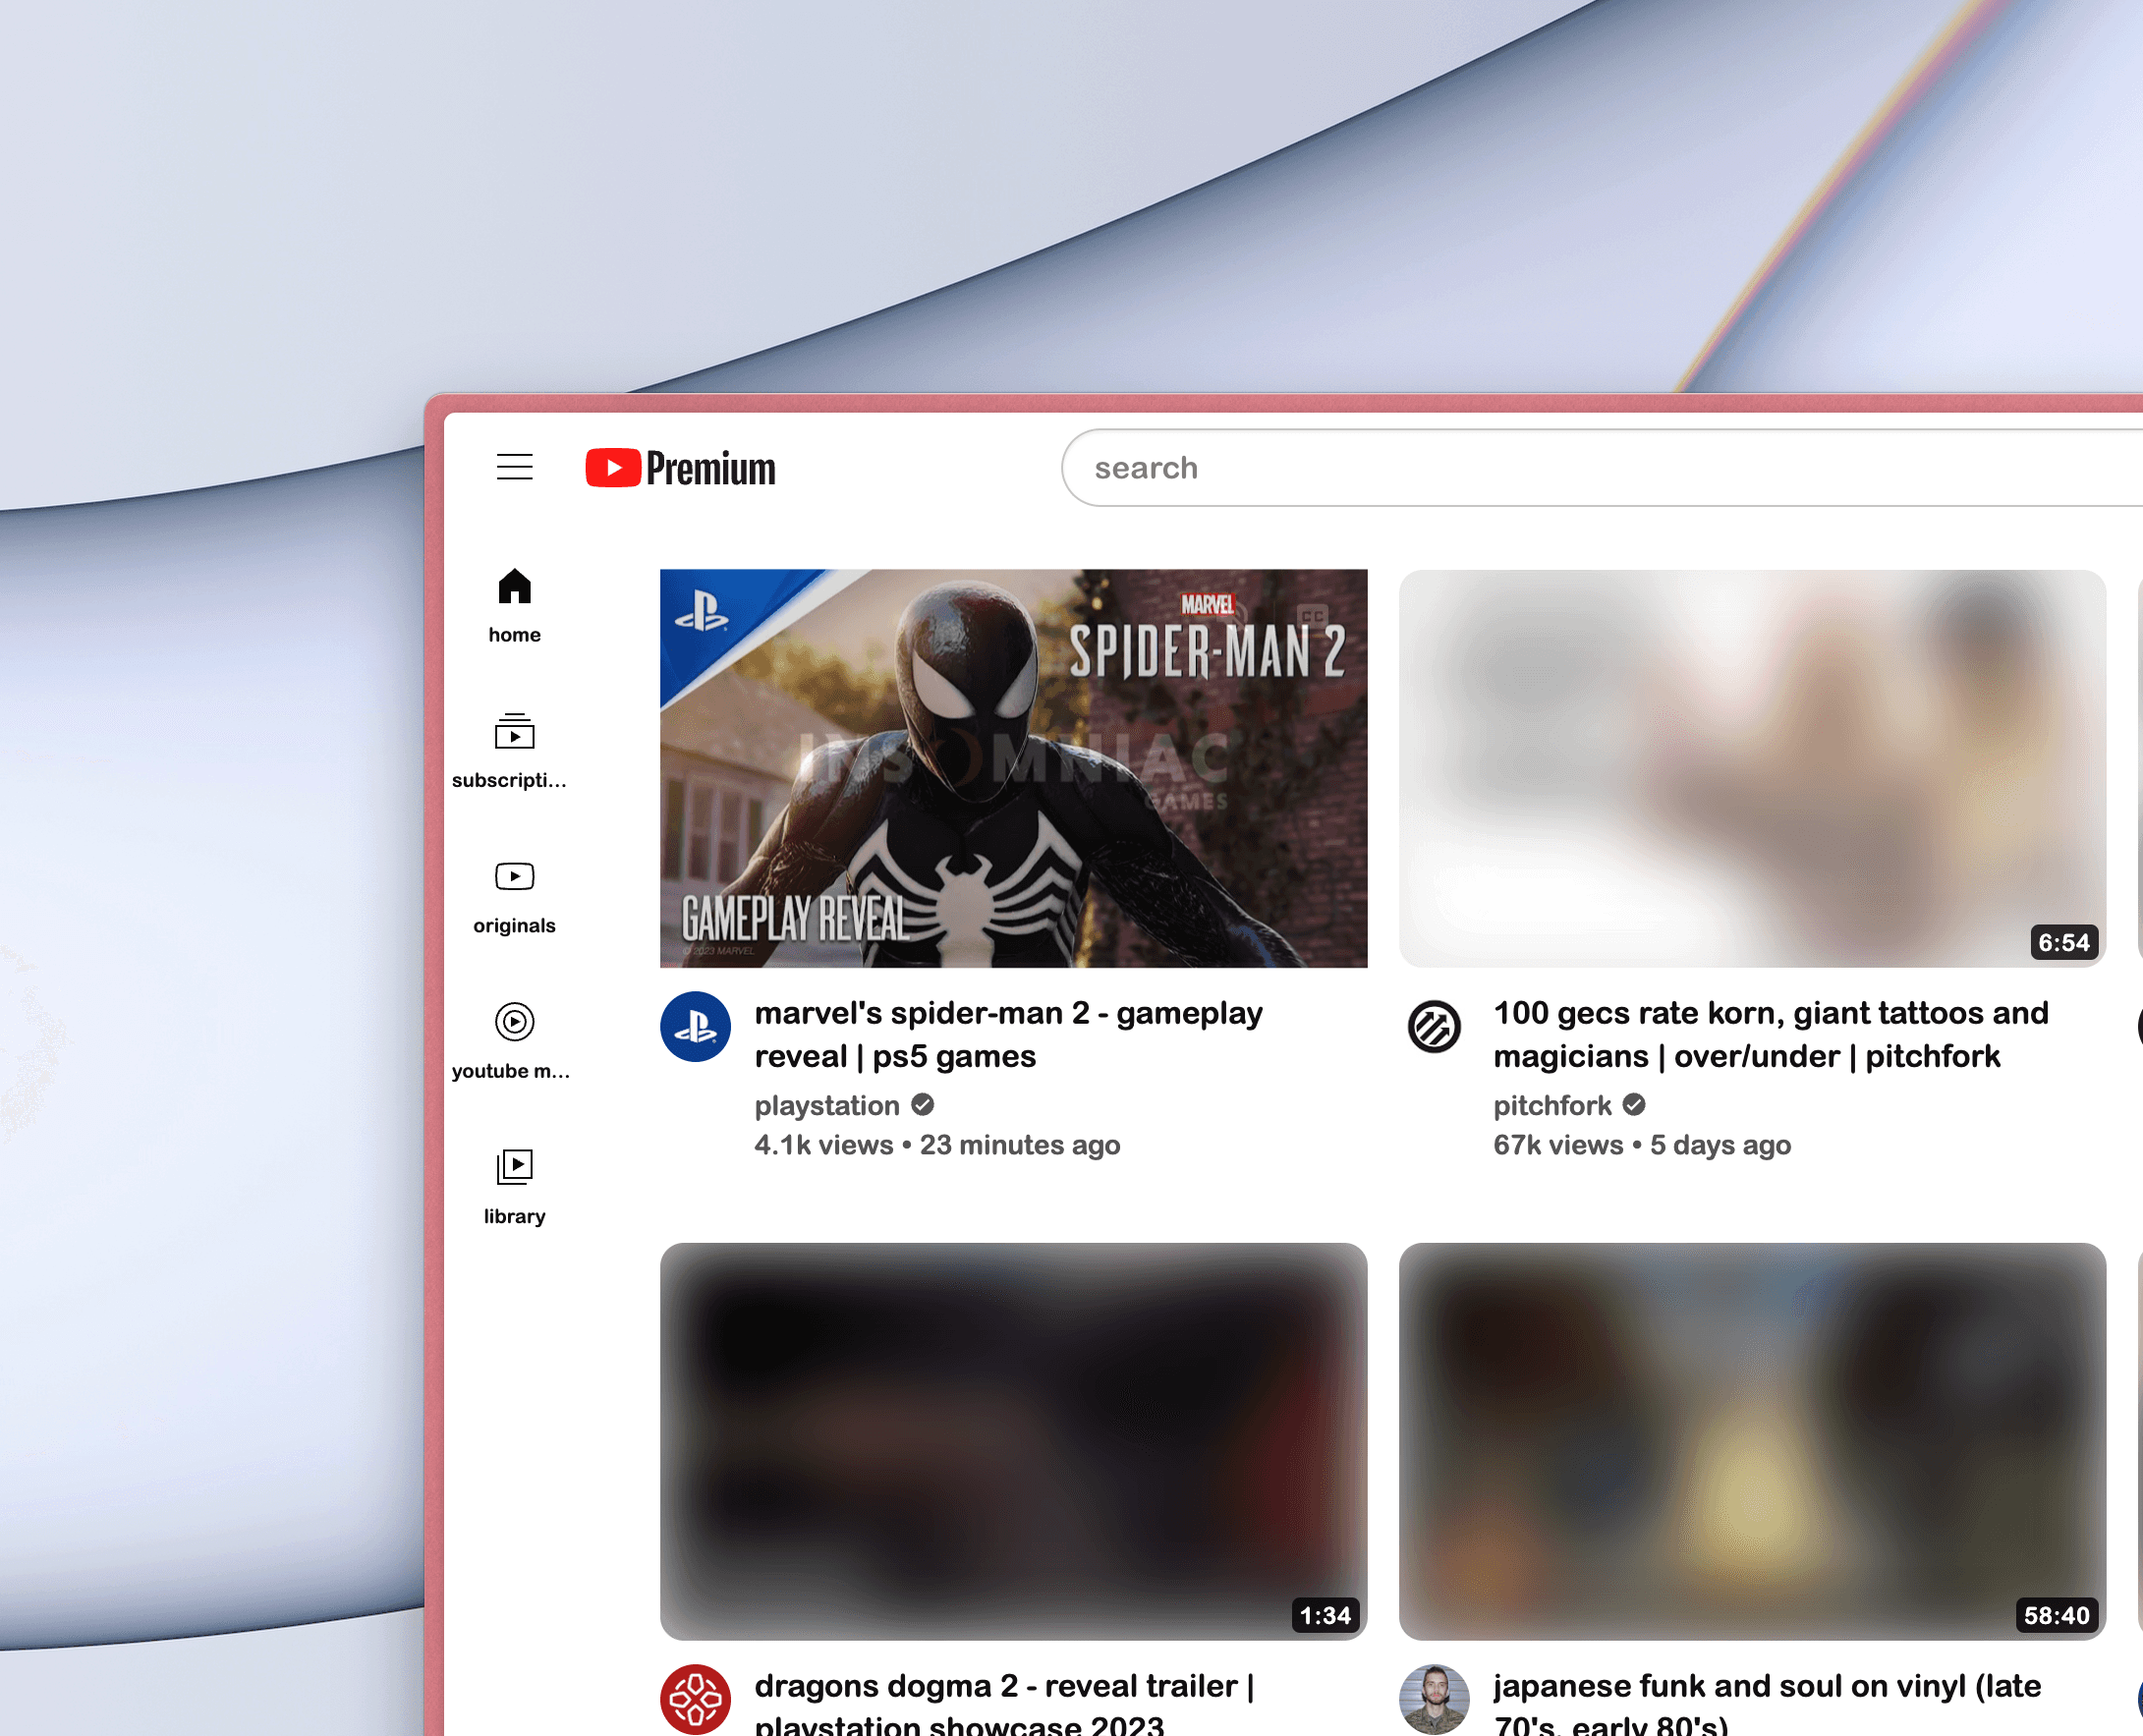 Premium
search
home
subscripti...
originals
youtube m...
library
MARVEL
SPIDER-MAN 2
CC
INSOMNIAC
GAMES
GAMEPLAY REVEAL
© 2023 MARVEL
6:54
marvel's spider-man 2 - gameplay
reveal | ps5 games
playstation
4.1k views • 23 minutes ago
100 gecs rate korn, giant tattoos and
magicians | over/under | pitchfork
pitchfork
67k views • 5 days ago
1:34
58:40
dragons dogma 2 - reveal trailer |
playstation showcase 2023
japanese funk and soul on vinyl (late
70's, early 80's)